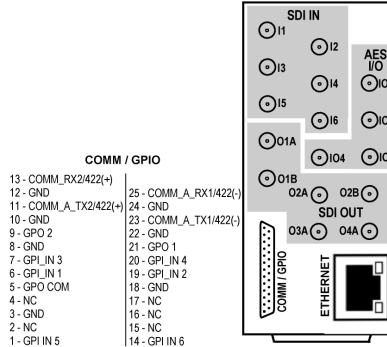 SDI IN
I1
I2
I3
I4
I5
I6
AES
I/O
IO
IO
IO
O1A
IO4
O1B
O2A
O2B
SDI OUT
O3A
O4A
COMM / GPIO
ETHERNET
COMM / GPIO
13 - COMM_RX2/422(+)
12 - GND
25 - COMM_A_RX1/422(-)
11 - COMM_A_TX2/422(+)
24 - GND
10 - GND
23 - COMM_A_TX1/422(-)
9 - GPO 2
22 - GND
8 - GND
21 - GPO 1
7 - GPI_IN 3
20 - GPI_IN 4
6 - GPI_IN 1
19 - GPI_IN 2
5 - GPO COM
18 - GND
4 - NC
17 - NC
3 - GND
16 - NC
2 - NC
15 - NC
1 - GPI IN 5
14 - GPI IN 6